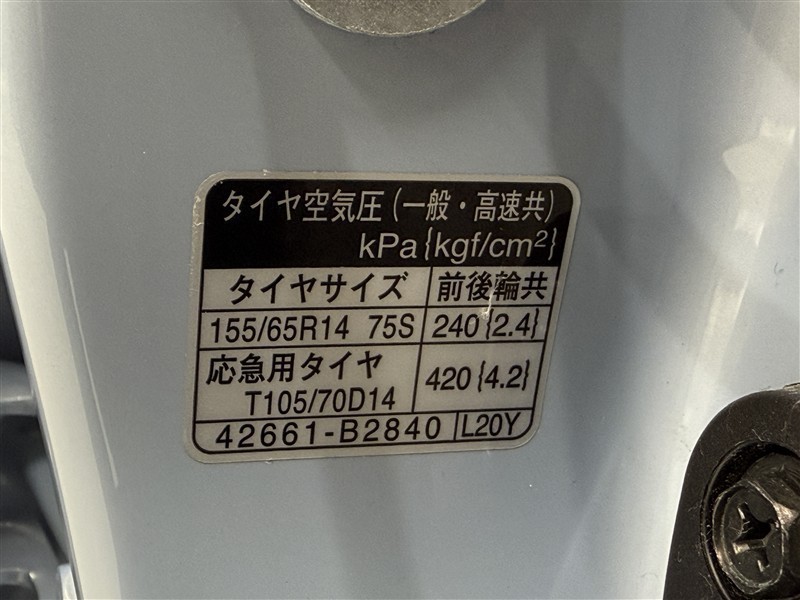 タイヤ空気圧(一般・高速共)
kPa{kgf/cm²}
タイヤサイズ 前後輪共
155/65R14 75S 240{2.4}
応急用タイヤ
T105/70D14 420{4.2}
42661-B2840 L20Y